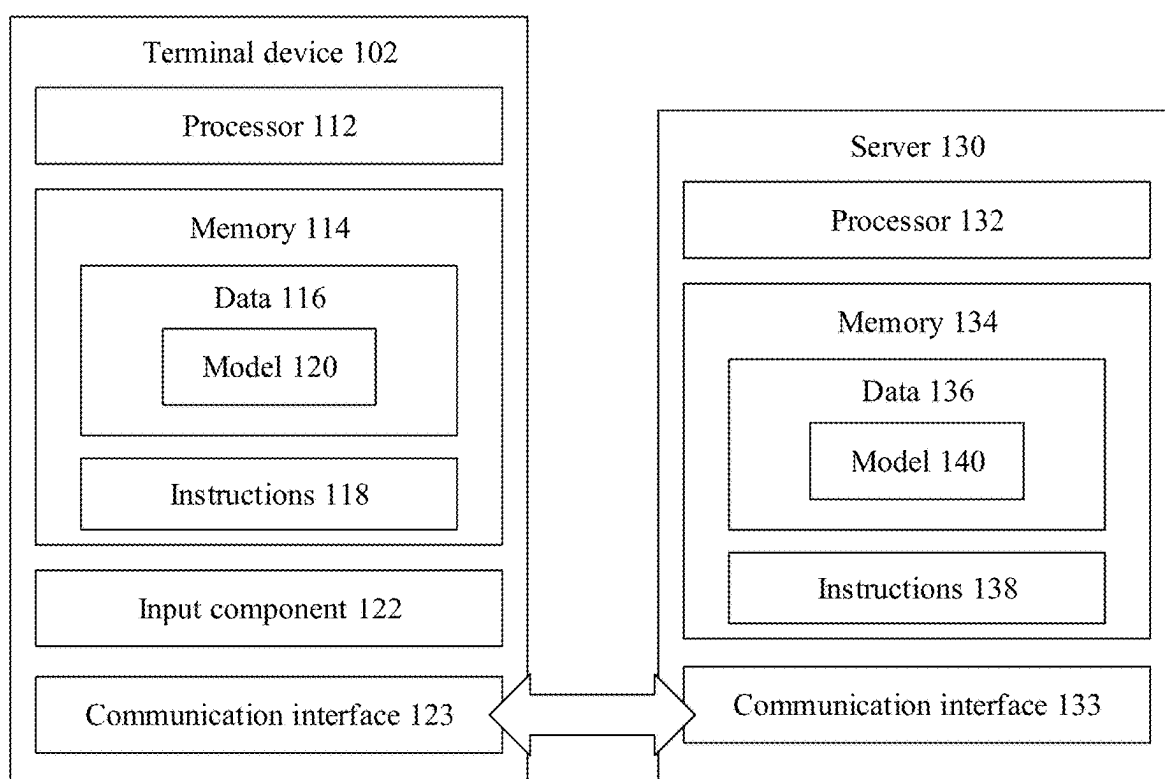 Terminal device 102
Processor 112
Memory 114
Data 116
Model 120
Instructions 118
Input component 122
Communication interface 123
Server 130
Processor 132
Memory 134
Data 136
Model 140
Instructions 138
Communication interface 133